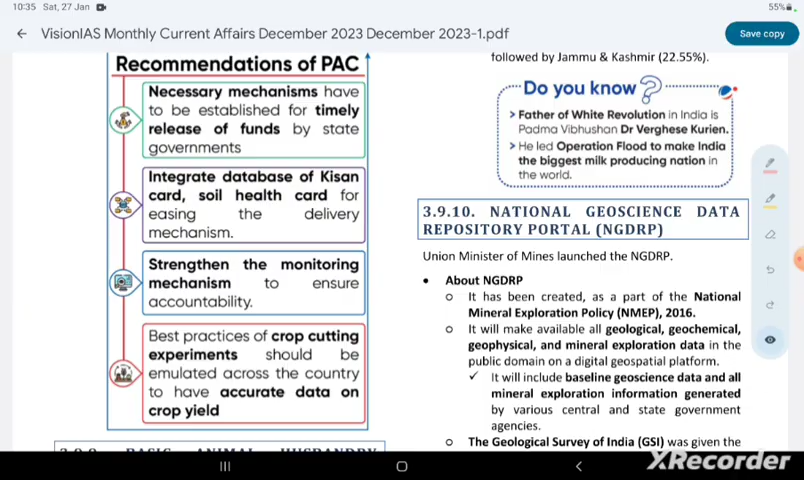 10:35 Sat, 27 Jan
55%
VisionIAS Monthly Current Affairs December 2023 December 2023-1.pdf
Save copy
Recommendations of PAC
Necessary mechanisms have
to be established for timely
release of funds by state
governments
Integrate database of Kisan
card, soil health card for
easing the delivery
mechanism.
Strengthen the monitoring
mechanism to ensure
accountability.
Best practices of crop cutting
experiments should be
emulated across the country
to have accurate data on
crop yield
3.9.9. BASIC ANIMAL HUSBANDRY
followed by Jammu & Kashmir (22.55%).
Do you know ?
> Father of White Revolution in India is
Padma Vibhushan Dr Verghese Kurien.
> He led Operation Flood to make India
the biggest milk producing nation in
the world.
3.9.10. NATIONAL GEOSCIENCE DATA
REPOSITORY PORTAL (NGDRP)
Union Minister of Mines launched the NGDRP.
• About NGDRP
o It has been created, as a part of the National
Mineral Exploration Policy (NMEP), 2016.
o It will make available all geological, geochemical,
geophysical, and mineral exploration data in the
public domain on a digital geospatial platform.
✓ It will include baseline geoscience data and all
mineral exploration information generated
by various central and state government
agencies.
o The Geological Survey of India (GSI) was given the
XRecorder